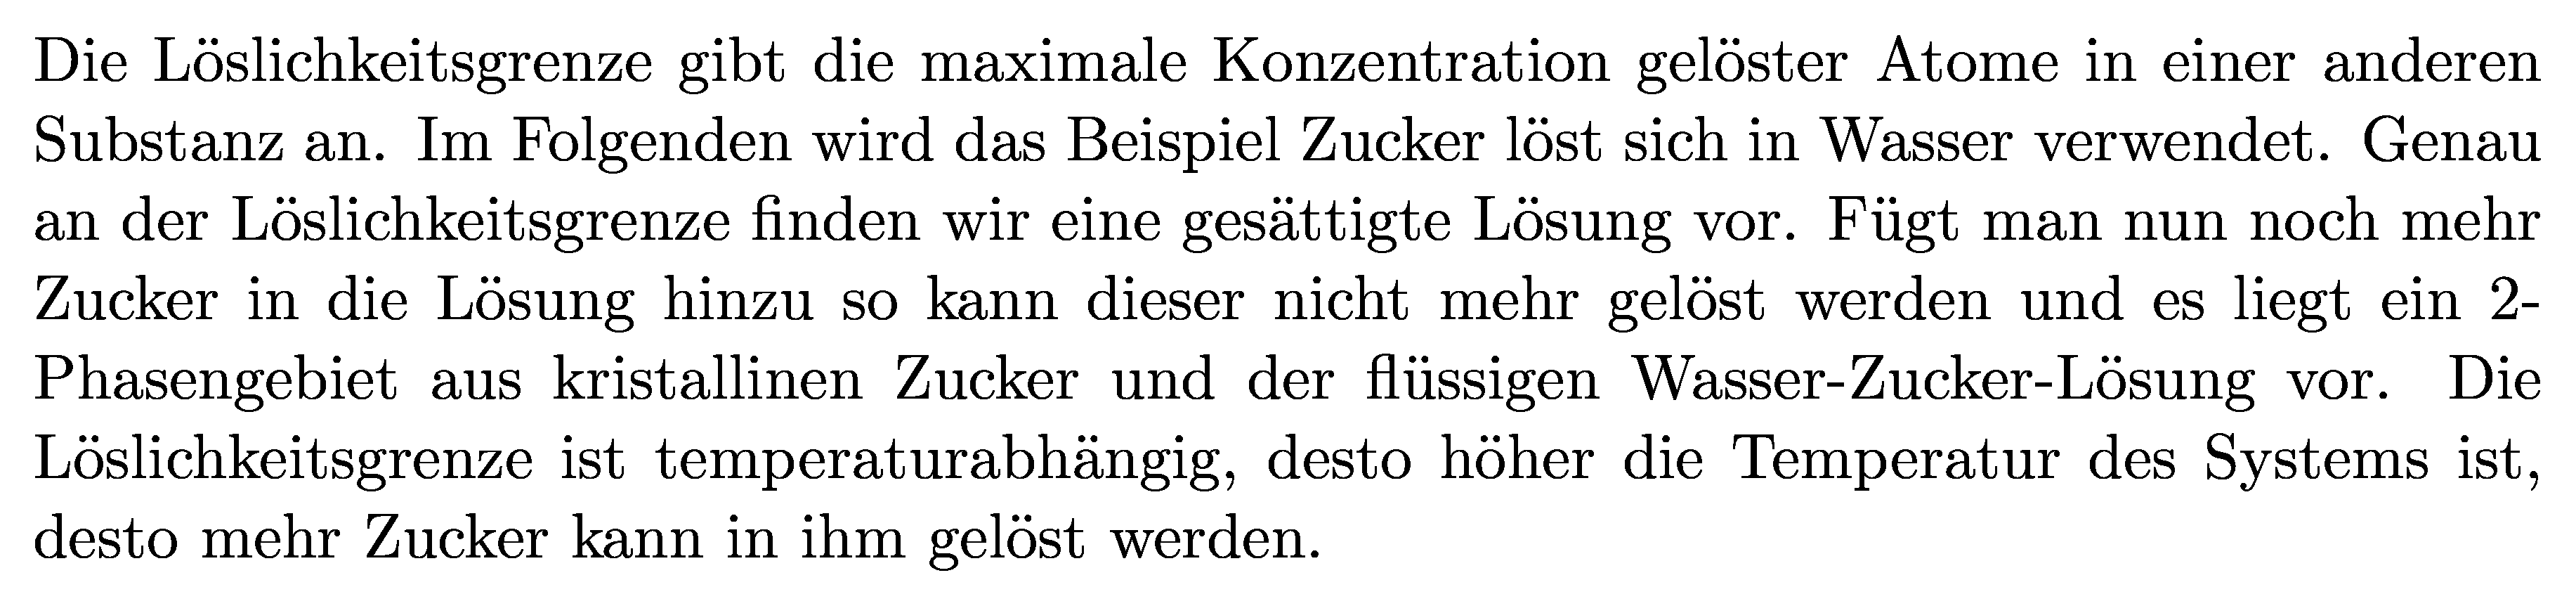 Die Löslichkeitsgrenze gibt die maximale Konzentration gelöster Atome in einer anderen
Substanz an. Im Folgenden wird das Beispiel Zucker löst sich in Wasser verwendet. Genau
an der Löslichkeitsgrenze finden wir eine gesättigte Lösung vor. Fügt man nun noch mehr
Zucker in die Lösung hinzu so kann dieser nicht mehr gelöst werden und es liegt ein 2-
Phasengebiet aus kristallinen Zucker und der flüssigen Wasser-Zucker-Lösung vor. Die
Löslichkeitsgrenze ist temperaturabhängig, desto höher die Temperatur des Systems ist,
desto mehr Zucker kann in ihm gelöst werden.